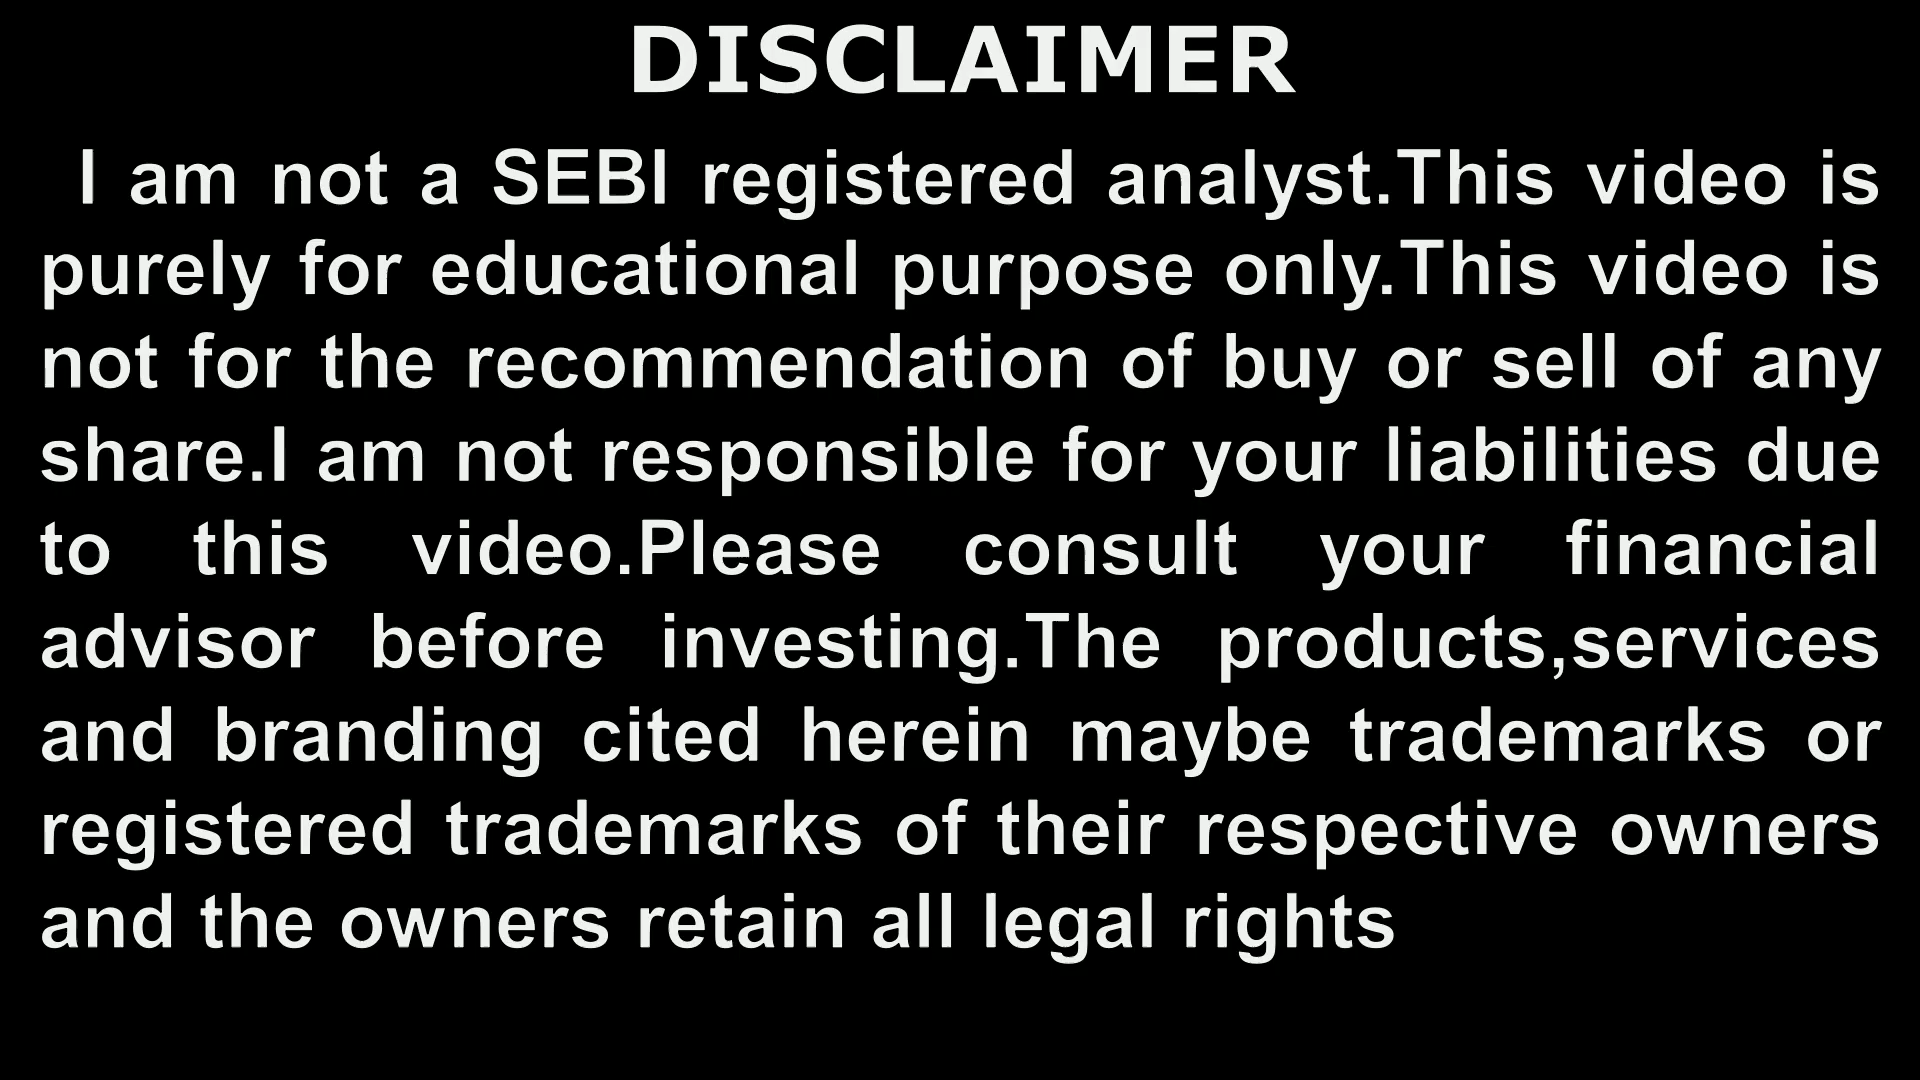 DISCLAIMER
I am not a SEBI registered analyst.This video is
purely for educational purpose only.This video is
not for the recommendation of buy or sell of any
share.I am not responsible for your liabilities due
to this video.Please consult your financial
advisor before investing.The products,services
and branding cited herein maybe trademarks or
registered trademarks of their respective owners
and the owners retain all legal rights